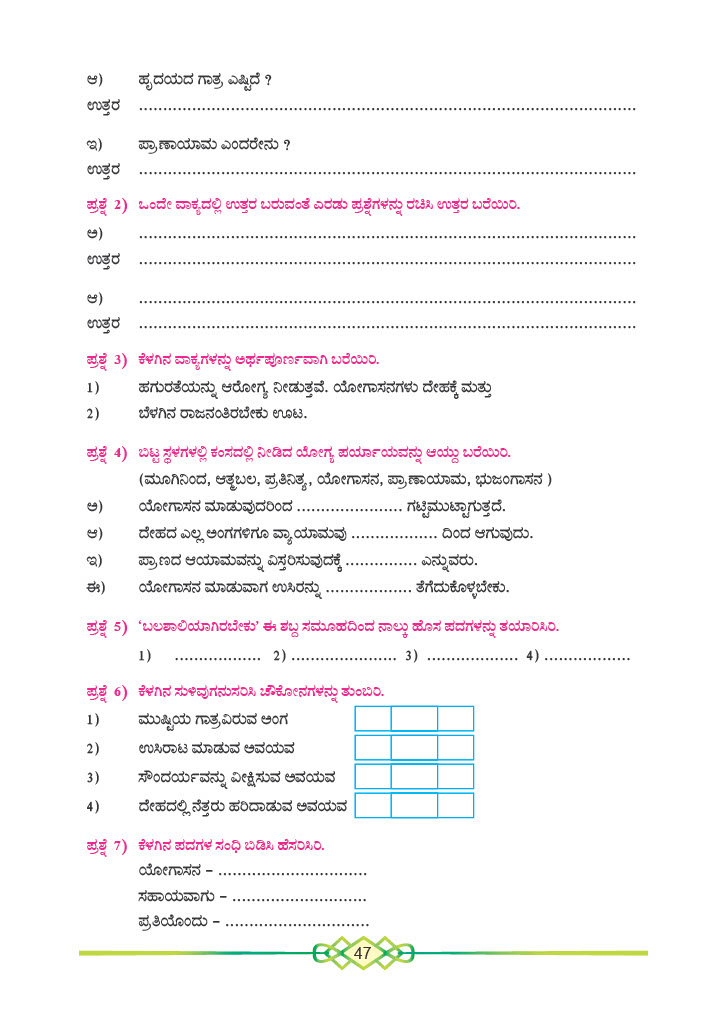 ಆ) ಹೃದಯದ ಗಾತ್ರ ಎಷ್ಟಿದೆ ?
ಉತ್ತರ ......................................................................................................
ಇ) ಪ್ರಾಣಾಯಾಮ ಎಂದರೇನು ?
ಉತ್ತರ ......................................................................................................
ಪ್ರಶ್ನೆ 2) ಒಂದೇ ವಾಕ್ಯದಲ್ಲಿ ಉತ್ತರ ಬರುವಂತೆ ಎರಡು ಪ್ರಶ್ನೆಗಳನ್ನು ರಚಿಸಿ ಉತ್ತರ ಬರೆಯಿರಿ.
ಅ) ......................................................................................................
ಉತ್ತರ ......................................................................................................
ಆ) ......................................................................................................
ಉತ್ತರ ......................................................................................................
ಪ್ರಶ್ನೆ 3) ಕೆಳಗಿನ ವಾಕ್ಯಗಳನ್ನು ಅರ್ಥಪೂರ್ಣವಾಗಿ ಬರೆಯಿರಿ.
1) ಹಗುರತೆಯನ್ನು ಆರೋಗ್ಯ ನೀಡುತ್ತವೆ. ಯೋಗಾಸನಗಳು ದೇಹಕ್ಕೆ ಮತ್ತು
2) ಬೆಳಗಿನ ರಾಜನಂತಿರಬೇಕು ಊಟ.
ಪ್ರಶ್ನೆ 4) ಬಿಟ್ಟ ಸ್ಥಳಗಳಲ್ಲಿ ಕಂಸದಲ್ಲಿ ನೀಡಿದ ಯೋಗ್ಯ ಪರ್ಯಾಯವನ್ನು ಆಯ್ದು ಬರೆಯಿರಿ.
(ಮೂಗಿನಿಂದ, ಆತ್ಮಬಲ, ಪ್ರತಿನಿತ್ಯ, ಯೋಗಾಸನ, ಪ್ರಾಣಾಯಾಮ, ಭುಜಂಗಾಸನ )
ಅ) ಯೋಗಾಸನ ಮಾಡುವುದರಿಂದ ...................... ಗಟ್ಟಿಮುಟ್ಟಾಗುತ್ತದೆ.
ಆ) ದೇಹದ ಎಲ್ಲ ಅಂಗಗಳಿಗೂ ವ್ಯಾಯಾಮವು .................. ದಿಂದ ಆಗುವುದು.
ಇ) ಪ್ರಾಣದ ಆಯಾಮವನ್ನು ವಿಸ್ತರಿಸುವುದಕ್ಕೆ ............... ಎನ್ನುವರು.
ಈ) ಯೋಗಾಸನ ಮಾಡುವಾಗ ಉಸಿರನ್ನು .................. ತೆಗೆದುಕೊಳ್ಳಬೇಕು.
ಪ್ರಶ್ನೆ 5) ‘ಬಲಶಾಲಿಯಾಗಿರಬೇಕು’ ಈ ಶಬ್ದ ಸಮೂಹದಿಂದ ನಾಲ್ಕು ಹೊಸ ಪದಗಳನ್ನು ತಯಾರಿಸಿರಿ.
1) .................. 2) ...................... 3) ................... 4) ..................
ಪ್ರಶ್ನೆ 6) ಕೆಳಗಿನ ಸುಳಿವುಗನುಸರಿಸಿ ಚೌಕೋನಗಳನ್ನು ತುಂಬಿರಿ.
1) ಮುಷ್ಟಿಯ ಗಾತ್ರವಿರುವ ಅಂಗ
2) ಉಸಿರಾಟ ಮಾಡುವ ಅವಯವ
3) ಸೌಂದರ್ಯವನ್ನು ವೀಕ್ಷಿಸುವ ಅವಯವ
4) ದೇಹದಲ್ಲಿ ನೆತ್ತರು ಹರಿದಾಡುವ ಅವಯವ
ಪ್ರಶ್ನೆ 7) ಕೆಳಗಿನ ಪದಗಳ ಸಂಧಿ ಬಿಡಿಸಿ ಹೆಸರಿಸಿರಿ.
ಯೋಗಾಸನ – ...............................
ಸಹಾಯವಾಗು – ............................
ಪ್ರತಿಯೊಂದು – ..............................
47